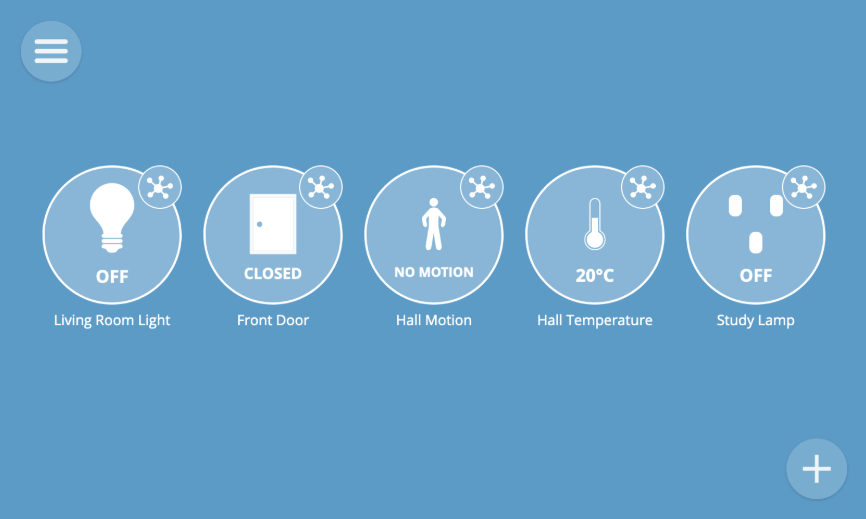 OFF
CLOSED
NO MOTION
20°C
OFF
Living Room Light
Front Door
Hall Motion
Hall Temperature
Study Lamp